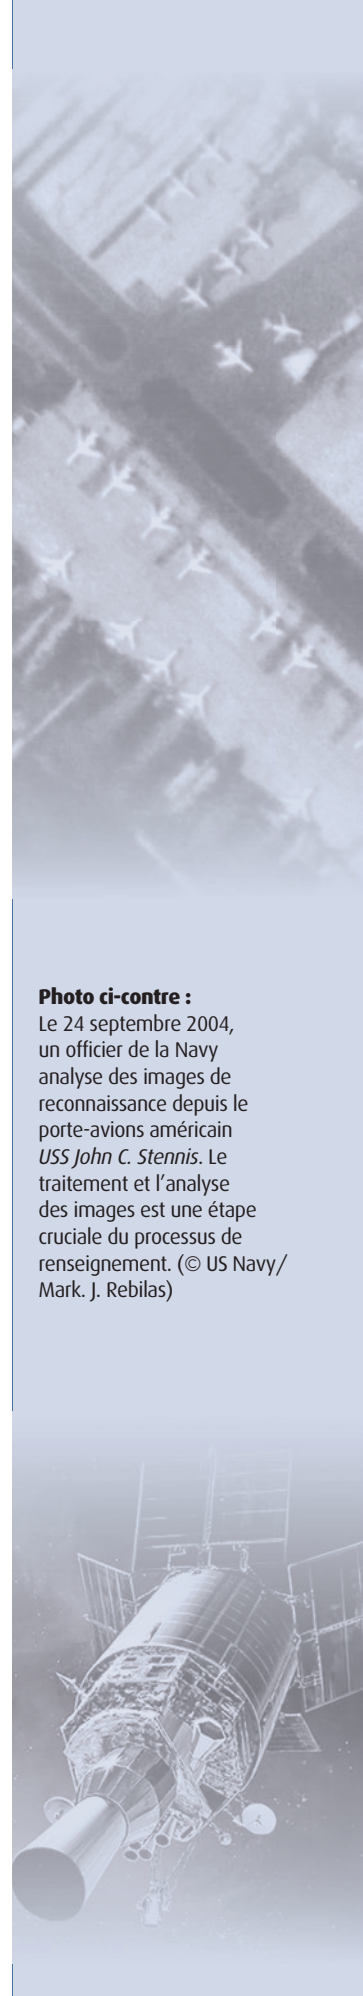 Photo ci-contre :
Le 24 septembre 2004,
un officier de la Navy
analyse des images de
reconnaissance depuis le
porte-avions américain
USS John C. Stennis. Le
traitement et l'analyse
des images est une étape
cruciale du processus de
renseignement. (© US Navy/
Mark. J. Rebilas)